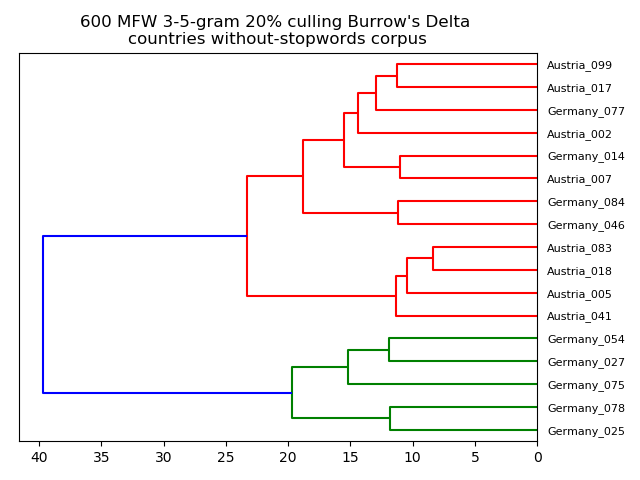 600 MFW 3-5-gram 20% culling Burrow's Delta
countries without-stopwords corpus
Austria_099
Austria_017
Germany_077
Austria_002
Germany_014
Austria_007
Germany_084
Germany_046
Austria_083
Austria_018
Austria_005
Austria_041
Germany_054
Germany_027
Germany_075
Germany_078
Germany_025
40 35 30 25 20 15 10 5 0